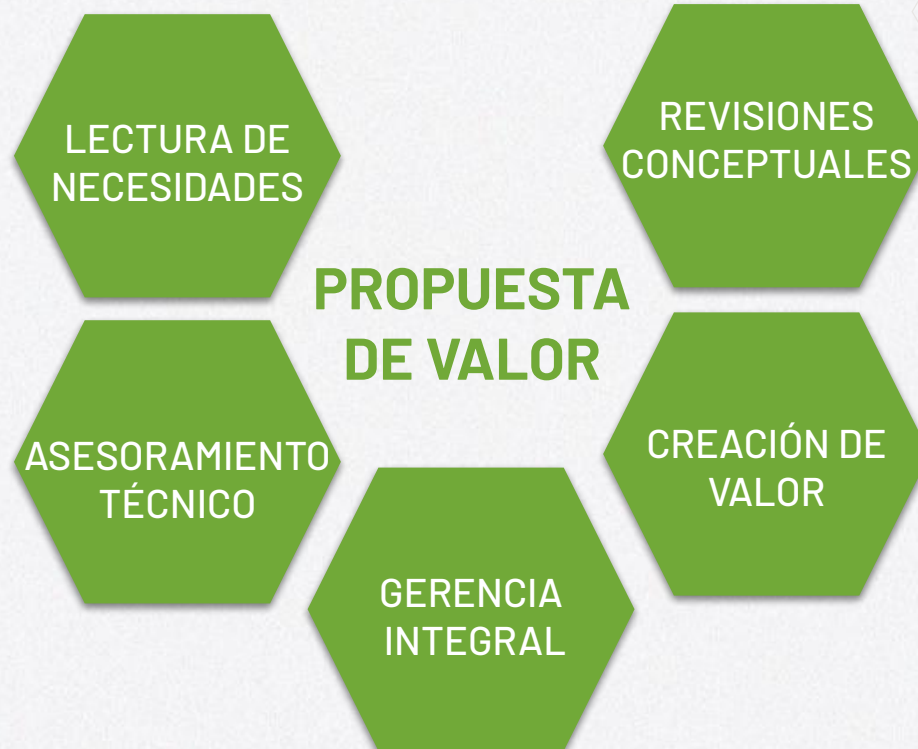 LECTURA DE
NECESIDADES
REVISIONES
CONCEPTUALES
PROPUESTA
DE VALOR
ASESORAMIENTO
TÉCNICO
CREACIÓN DE
VALOR
GERENCIA
INTEGRAL